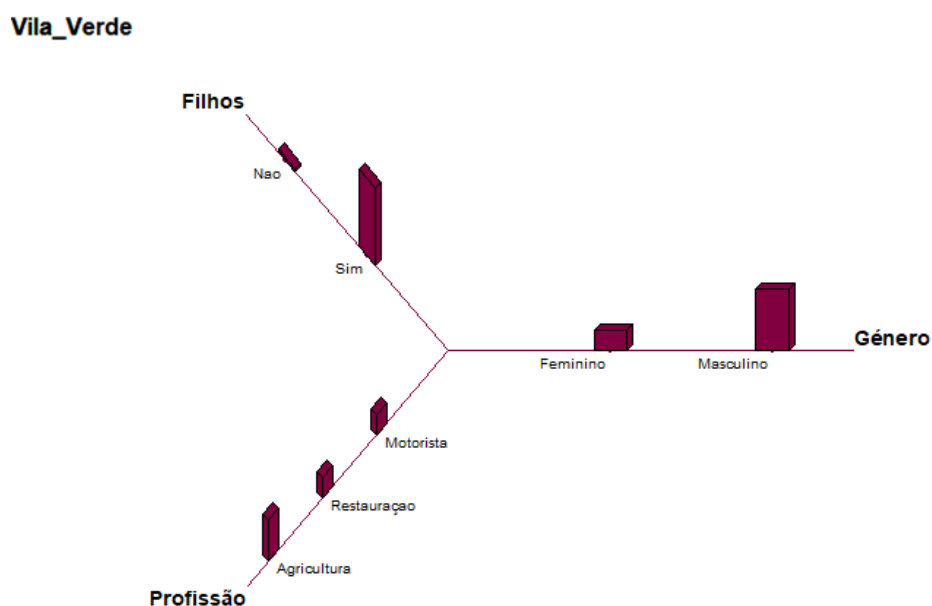 Vila_Verde
Filhos
Nao
Sim
Género
Feminino
Masculino
Motorista
Restauraçao
Agricultura
Profissão